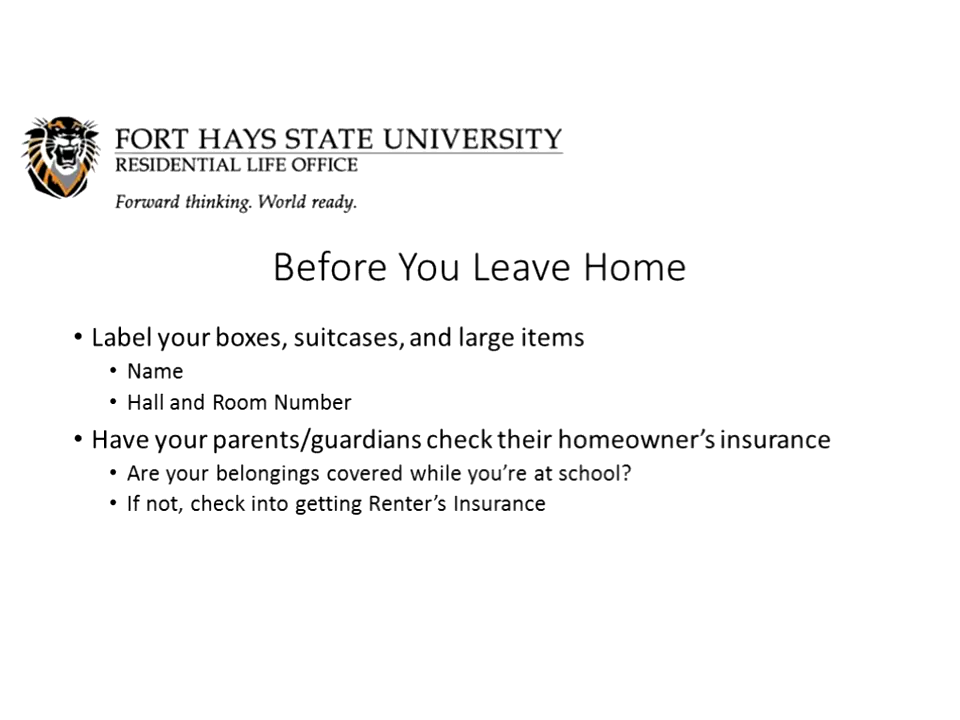 FORT HAYS STATE UNIVERSITY
RESIDENTIAL LIFE OFFICE
Forward thinking. World ready.
Before You Leave Home
• Label your boxes, suitcases, and large items
• Name
• Hall and Room Number
• Have your parents/guardians check their homeowner’s insurance
• Are your belongings covered while you’re at school?
• If not, check into getting Renter’s Insurance